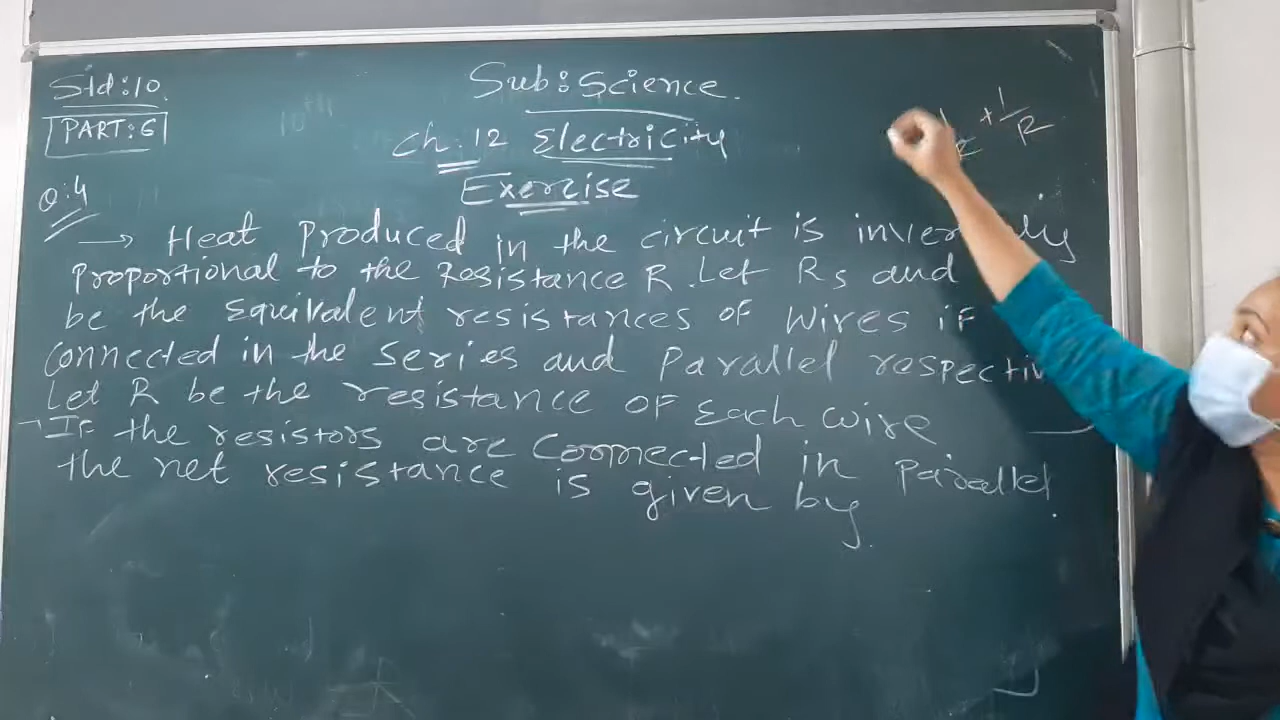 Std:10.
PART:6
Sub:Science.
Ch.12 Electricity
Exercise
+ 1/R
Q:4
→ Heat Produced in the circuit is
Proportional to the Resistance R. Let Rs and
be the Equivalent resistances of wires if
Connected in the Series and Parallel
Let R be the resistance of Each wire
→ If the resistors are Connected in Parallel
the net resistance is given by.